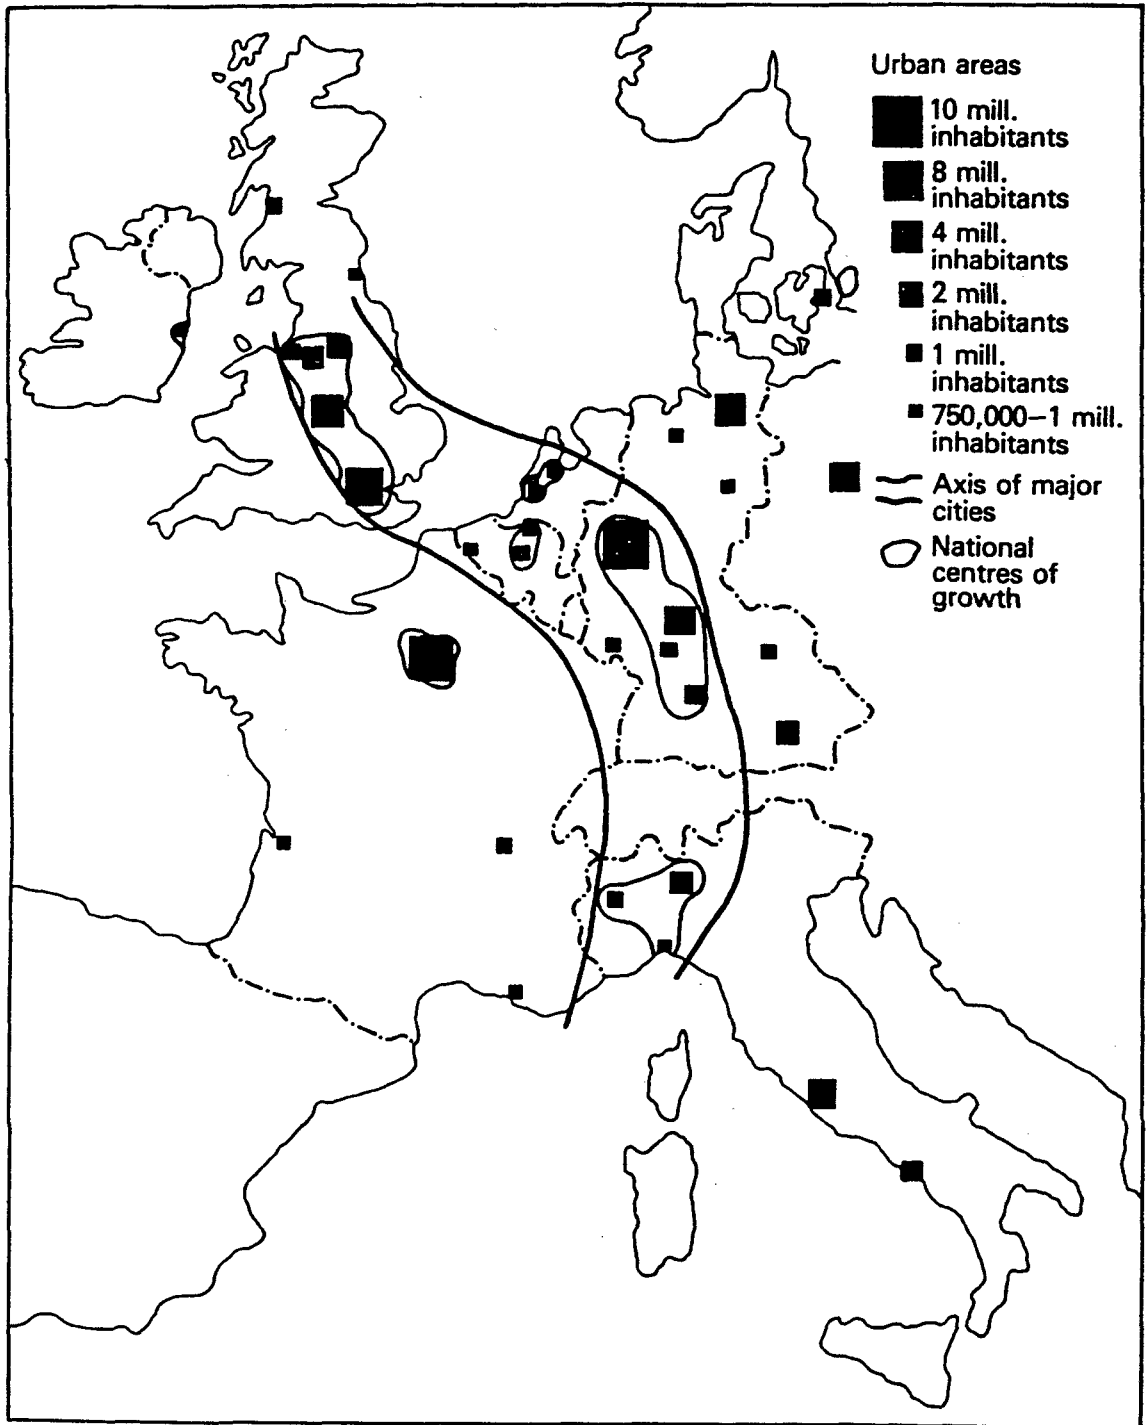 Urban areas
10 mill.
inhabitants
8 mill.
inhabitants
4 mill.
inhabitants
2 mill.
inhabitants
1 mill.
inhabitants
750,000–1 mill.
inhabitants
Axis of major
cities
National
centres of
growth